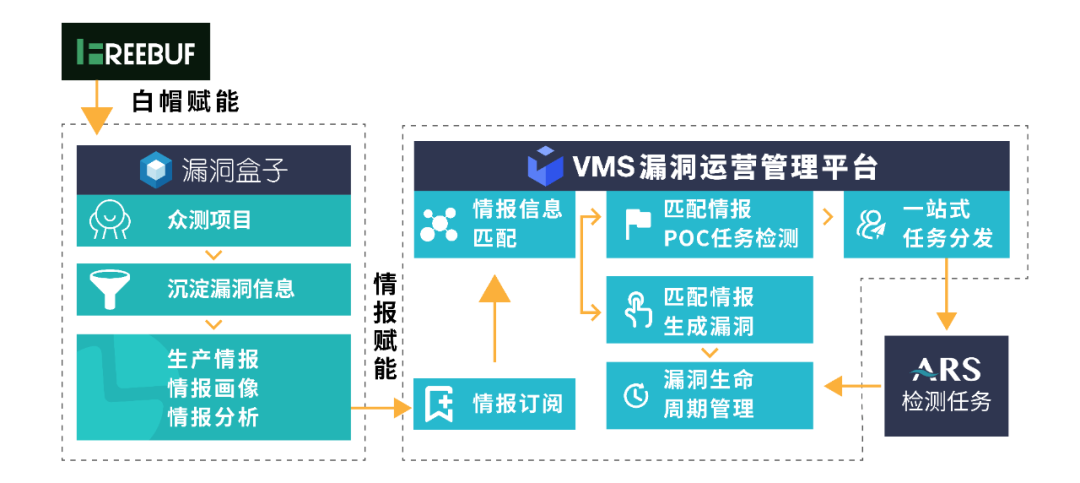 FREEBUF
白帽赋能
漏洞盒子
众测项目
沉淀漏洞信息
生产情报
情报画像
情报分析
情报赋能
VMS漏洞运营管理平台
情报信息
匹配
匹配情报
POC任务检测
一站式
任务分发
匹配情报
生成漏洞
情报订阅
漏洞生命
周期管理
ARS
检测任务